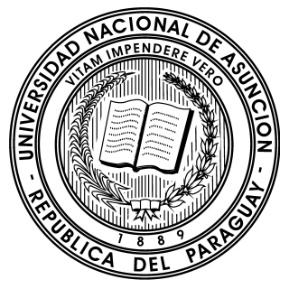 UNIVERSIDAD NACIONAL DE ASUNCION
VITAM IMPENDERE VERO
1889
- REPUBLICA DEL PARAGUAY -